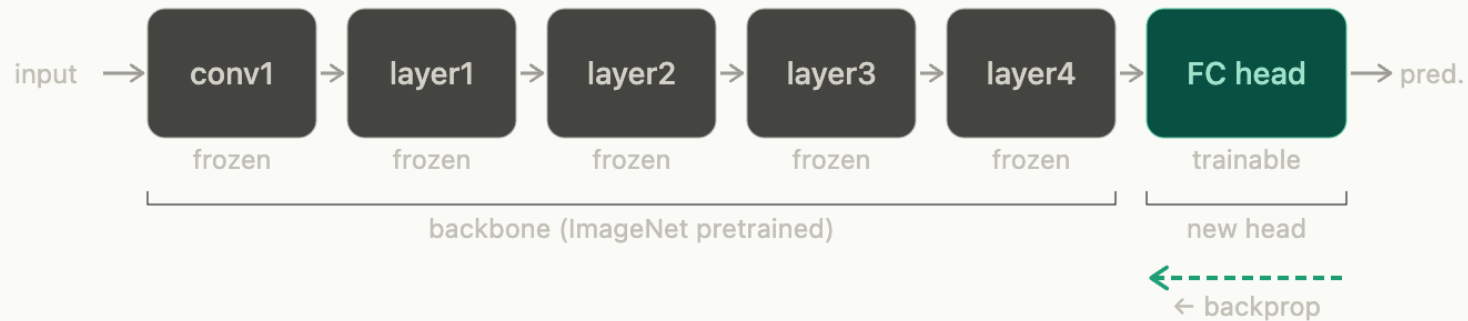 input conv1 layer1 layer2 layer3 layer4 FC head pred.
frozen frozen frozen frozen frozen trainable
backbone (ImageNet pretrained) new head
← backprop